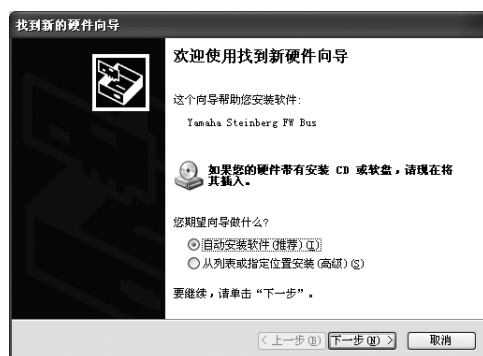 找到新的硬件向导
欢迎使用找到新硬件向导
这个向导帮助您安装软件:
Yamaha Steinberg FW Bus
如果您的硬件带有安装 CD 或软盘，请现在将
其插入。
您期望向导做什么?
自动安装软件(推荐)(I)
从列表或指定位置安装(高级)(S)
要继续，请单击“下一步”。
< 上一步(B) 下一步(N) > 取消